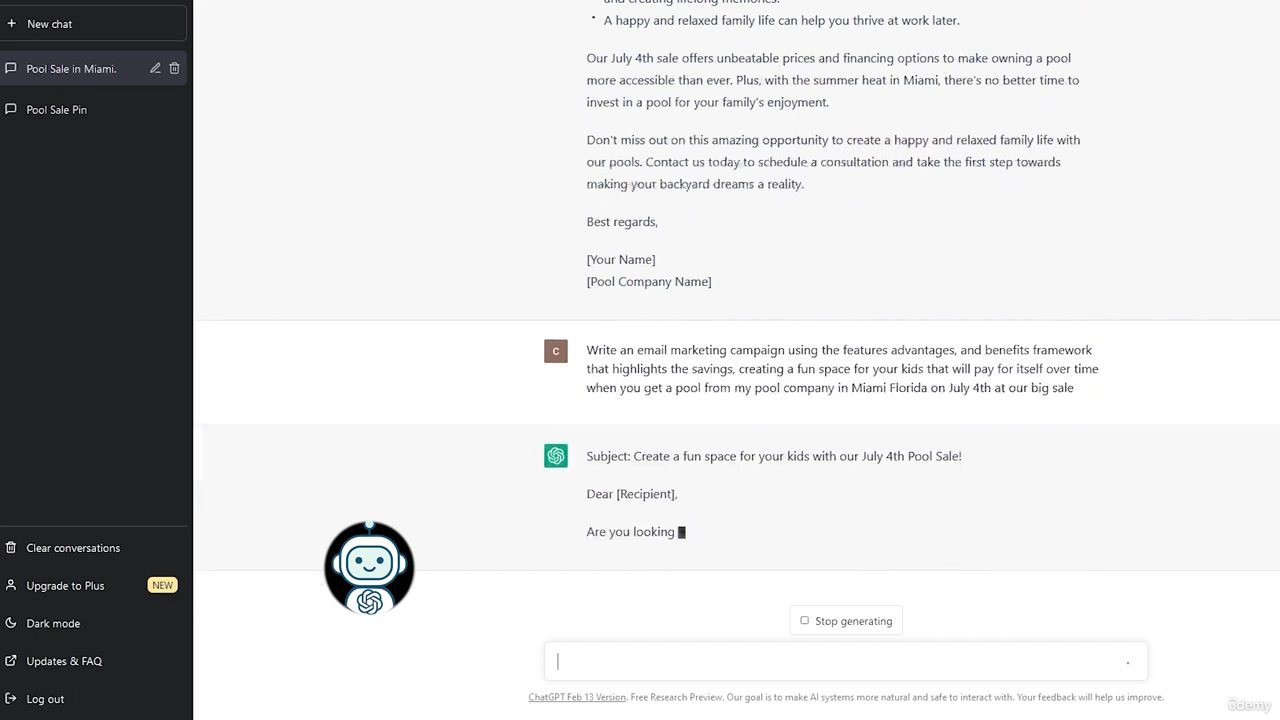 New chat
Pool Sale in Miami.
Pool Sale Pin
Clear conversations
Upgrade to Plus
NEW
Dark mode
Updates & FAQ
Log out
and creating lifelong memories.
• A happy and relaxed family life can help you thrive at work later.
Our July 4th sale offers unbeatable prices and financing options to make owning a pool
more accessible than ever. Plus, with the summer heat in Miami, there's no better time to
invest in a pool for your family's enjoyment.
Don't miss out on this amazing opportunity to create a happy and relaxed family life with
our pools. Contact us today to schedule a consultation and take the first step towards
making your backyard dreams a reality.
Best regards,
[Your Name]
[Pool Company Name]
C
Write an email marketing campaign using the features advantages, and benefits framework
that highlights the savings, creating a fun space for your kids that will pay for itself over time
when you get a pool from my pool company in Miami Florida on July 4th at our big sale
Subject: Create a fun space for your kids with our July 4th Pool Sale!
Dear [Recipient],
Are you looking
Stop generating
ChatGPT Feb 13 Version. Free Research Preview. Our goal is to make AI systems more natural and safe to interact with. Your feedback will help us improve.
ûdemy